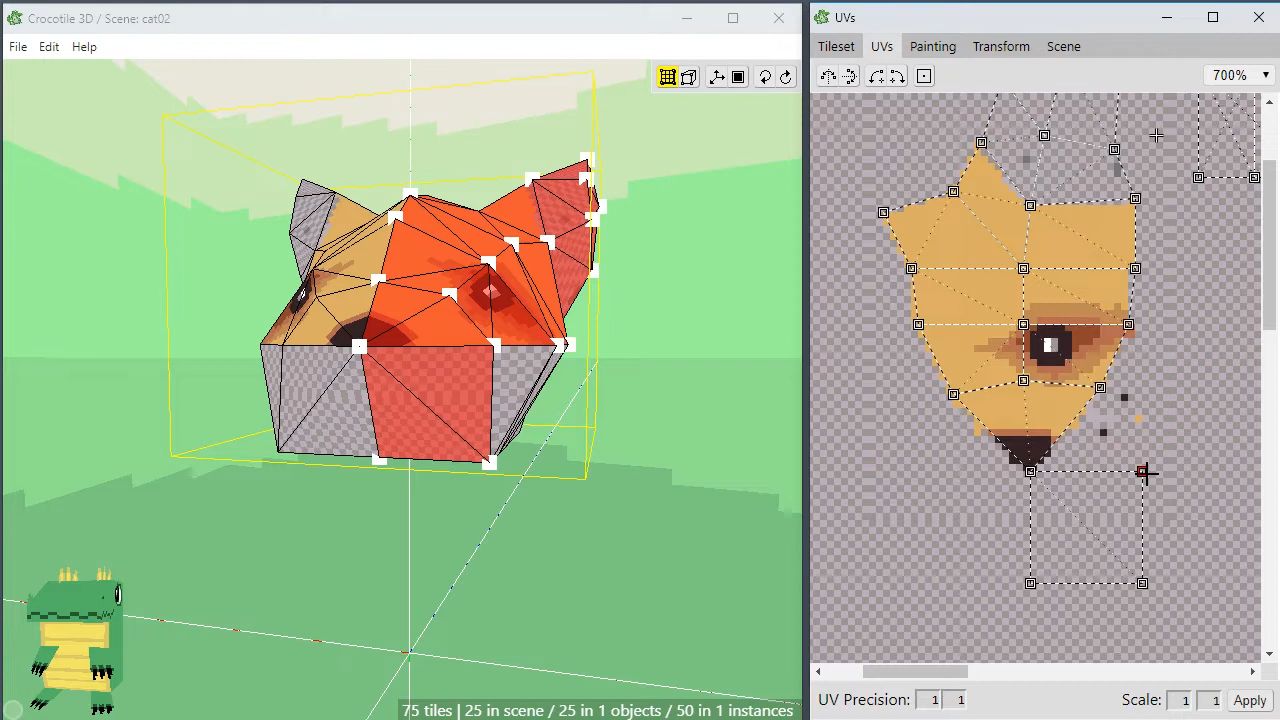 Crocotile 3D / Scene: cat02
File Edit Help
75 tiles | 25 in scene / 25 in 1 objects / 50 in 1 instances
UVs
Tileset UVs Painting Transform Scene
700%
UV Precision: 1 1 Scale: 1 1 Apply